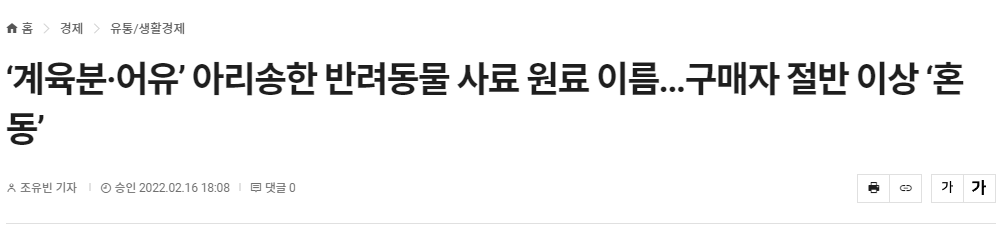 홈 경제 유통/생활경제
‘계육분·어유’ 아리송한 반려동물 사료 원료 이름...구매자 절반 이상 ‘혼
동’
조유빈 기자 승인 2022.02.16 18:08 댓글 0 가 가